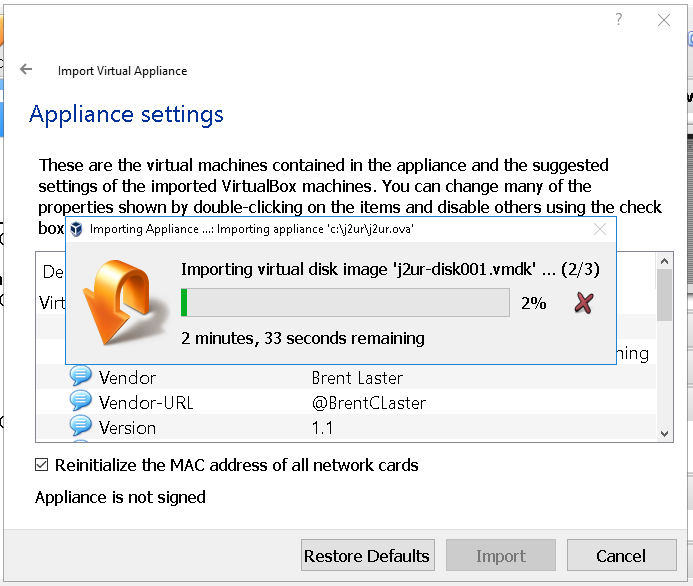 ?
Import Virtual Appliance
Appliance settings
These are the virtual machines contained in the appliance and the suggested
settings of the imported VirtualBox machines. You can change many of the
properties shown by double-clicking on the items and disable others using the check
box
Importing Appliance ...: Importing appliance 'c:\j2ur\j2ur.ova'
Importing virtual disk image 'j2ur-disk001.vmdk' ... (2/3)
2%
2 minutes, 33 seconds remaining
De
Virt
ning
Vendor Brent Laster
Vendor-URL @BrentCLaster
Version 1.1
Reinitialize the MAC address of all network cards
Appliance is not signed
Restore Defaults Import Cancel